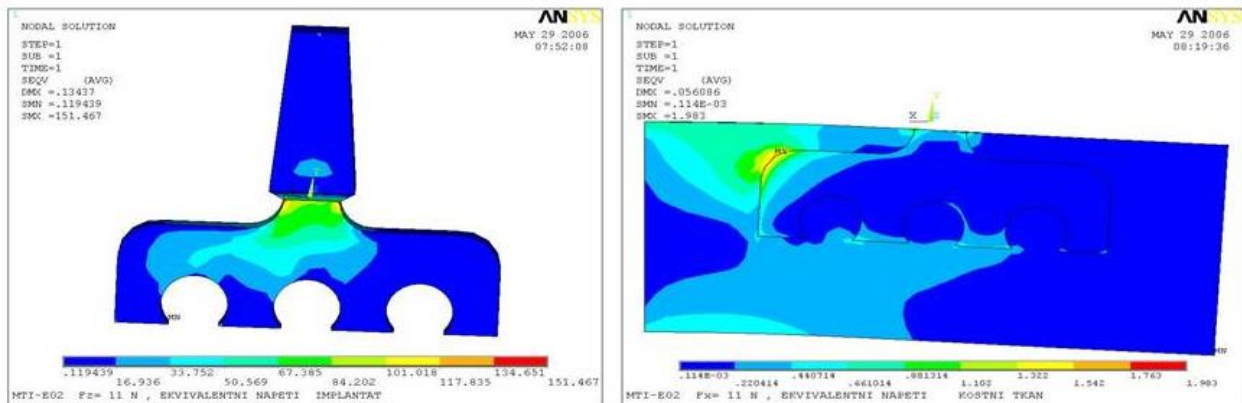 ANSYS
NODAL SOLUTION
MAY 29 2006
07:52:08
STEP=1
SUB =1
TIME=1
SEQV (AVG)
DMX =.13437
SMN =.119439
SMX =151.467
MN
.119439 33.752 67.385 101.018 134.651
16.936 50.569 84.202 117.835 151.467
MTI-E02 Fz= 11 N , EKVIVALENTNI NAPETI IMPLANTAT
1
ANSYS
NODAL SOLUTION
MAY 29 2006
08:19:36
STEP=1
SUB =1
TIME=1
SEQV (AVG)
DMX =.056086
SMN =.114E-03
SMX =1.983
X
MN
.114E-03 .440714 .881314 1.322 1.763
.220414 .661014 1.102 1.542 1.983
MTI-E02 Fx= 11 N , EKVIVALENTNI NAPETI KOSTNI TKAN